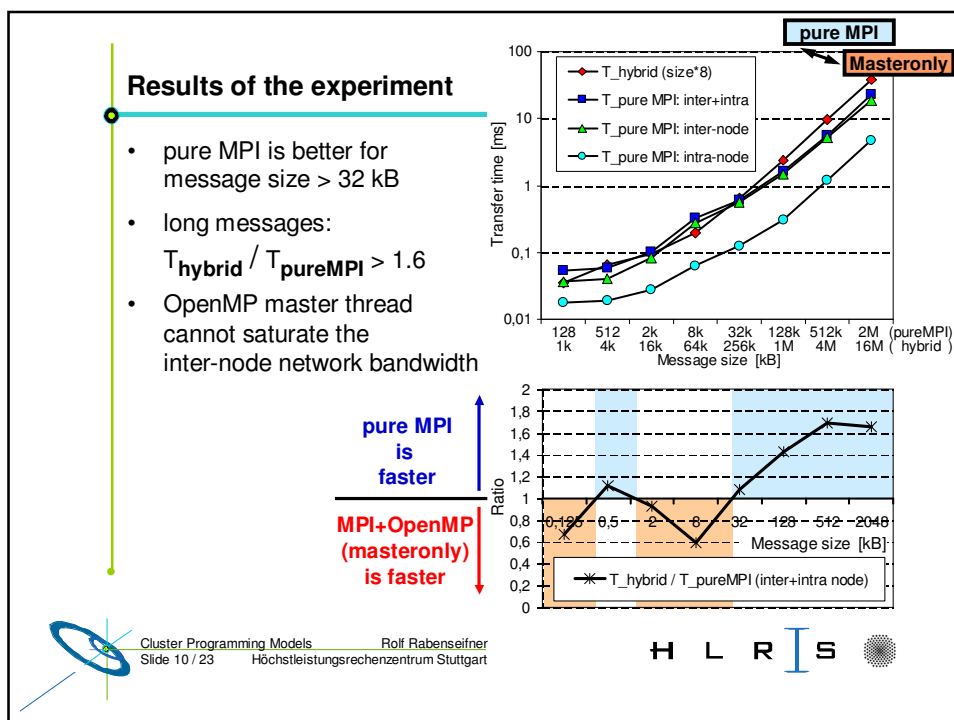 Results of the experiment
• pure MPI is better for
message size > 32 kB
• long messages:
T_hybrid / T_pureMPI > 1.6
• OpenMP master thread
cannot saturate the
inter-node network bandwidth
pure MPI
Masteronly
T_hybrid (size*8)
T_pure MPI: inter+intra
T_pure MPI: inter-node
T_pure MPI: intra-node
Transfer time [ms]
100
10
1
0,1
0,01
128 512 2k 8k 32k 128k 512k 2M (pureMPI)
1k 4k 16k 64k 256k 1M 4M 16M ( hybrid )
Message size [kB]
pure MPI
is
faster
MPI+OpenMP
(masteronly)
is faster
Ratio
2
1,8
1,6
1,4
1,2
1
0,8
0,6
0,4
0,2
0
0,125 0,5 2 8 32 128 512 2048
Message size [kB]
T_hybrid / T_pureMPI (inter+intra node)
Cluster Programming Models Rolf Rabenseifner
Slide 10 / 23 Höchstleistungsrechenzentrum Stuttgart
H L R I S